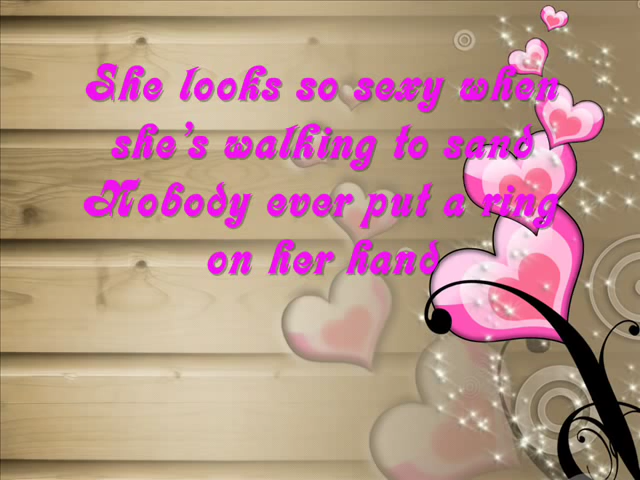 She looks so sexy when
she's walking to sand
Nobody ever put a ring
on her hand